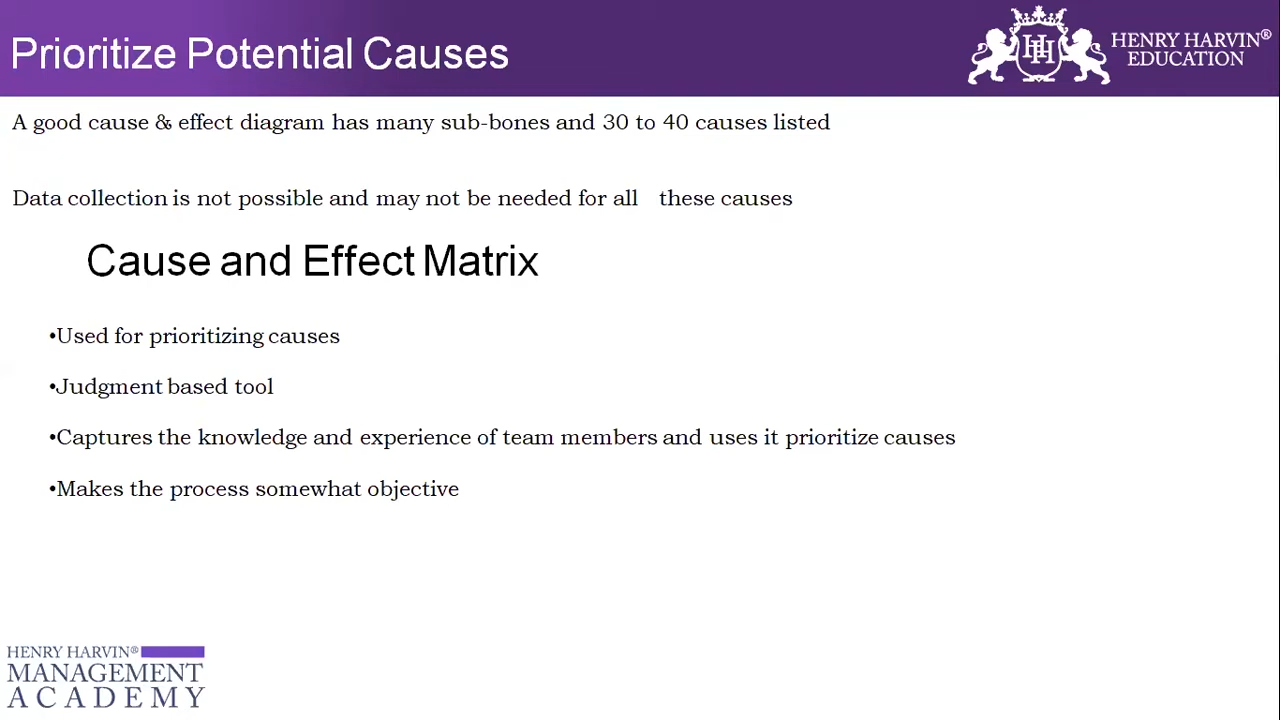 Prioritize Potential Causes
HH
HENRY HARVIN®
EDUCATION
A good cause & effect diagram has many sub-bones and 30 to 40 causes listed
Data collection is not possible and may not be needed for all these causes
Cause and Effect Matrix
•Used for prioritizing causes
•Judgment based tool
•Captures the knowledge and experience of team members and uses it prioritize causes
•Makes the process somewhat objective
HENRY HARVIN®
MANAGEMENT
ACADEMY